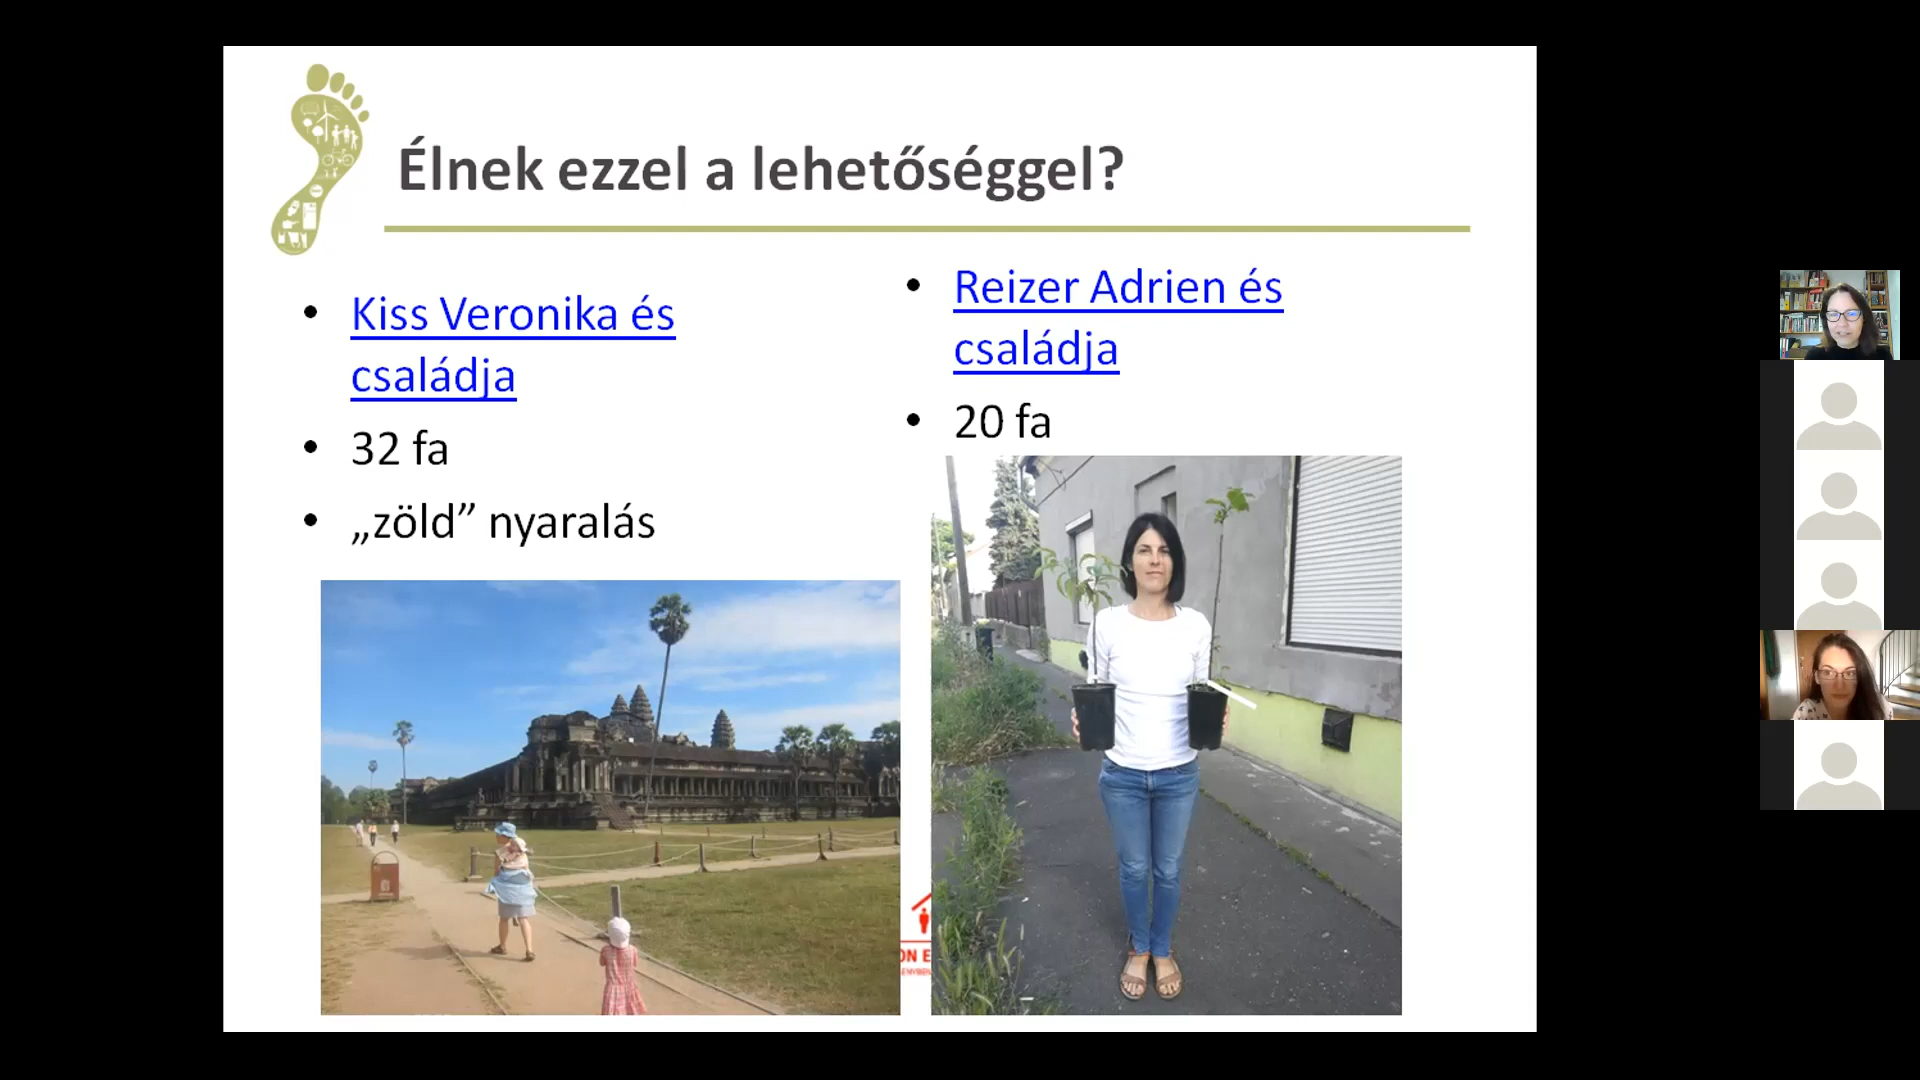 Élnek ezzel a lehetőséggel?
Kiss Veronika és
családja
32 fa
„zöld” nyaralás
Reizer Adrien és
családja
20 fa